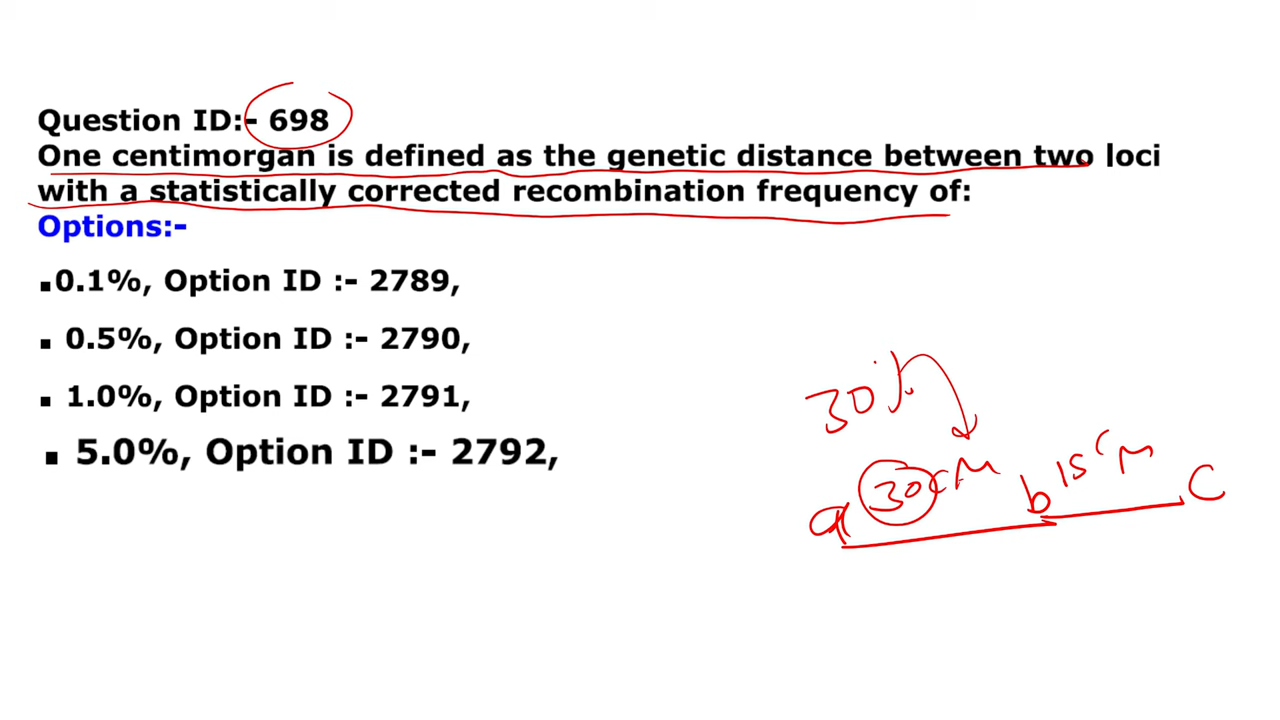 Question ID:- 698
One centimorgan is defined as the genetic distance between two loci
with a statistically corrected recombination frequency of:
Options:-
▪0.1%, Option ID :- 2789,
▪ 0.5%, Option ID :- 2790,
▪ 1.0%, Option ID :- 2791,
▪ 5.0%, Option ID :- 2792,
30%
a 30cM b 15cM C